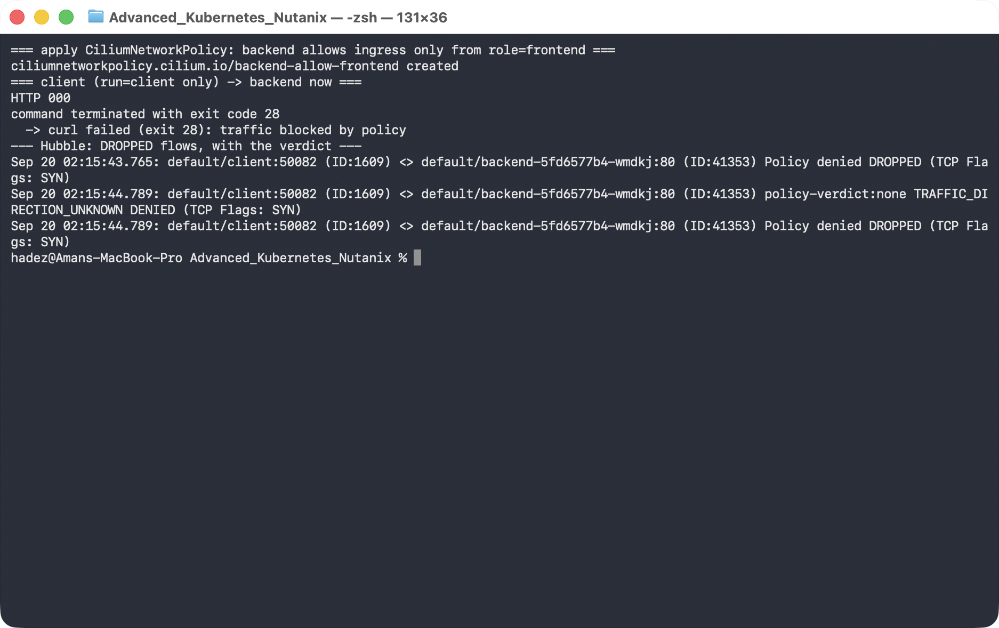 Advanced_Kubernetes_Nutanix — -zsh — 131×36
=== apply CiliumNetworkPolicy: backend allows ingress only from role=frontend ===
ciliumnetworkpolicy.cilium.io/backend-allow-frontend created
=== client (run=client only) -> backend now ===
HTTP 000
command terminated with exit code 28
  -> curl failed (exit 28): traffic blocked by policy
--- Hubble: DROPPED flows, with the verdict ---
Sep 20 02:15:43.765: default/client:50082 (ID:1609) <> default/backend-5fd6577b4-wmdkj:80 (ID:41353) Policy denied DROPPED (TCP Fla
gs: SYN)
Sep 20 02:15:44.789: default/client:50082 (ID:1609) <> default/backend-5fd6577b4-wmdkj:80 (ID:41353) policy-verdict:none TRAFFIC_DI
RECTION_UNKNOWN DENIED (TCP Flags: SYN)
Sep 20 02:15:44.789: default/client:50082 (ID:1609) <> default/backend-5fd6577b4-wmdkj:80 (ID:41353) Policy denied DROPPED (TCP Fla
gs: SYN)
hadez@Amans-MacBook-Pro Advanced_Kubernetes_Nutanix %